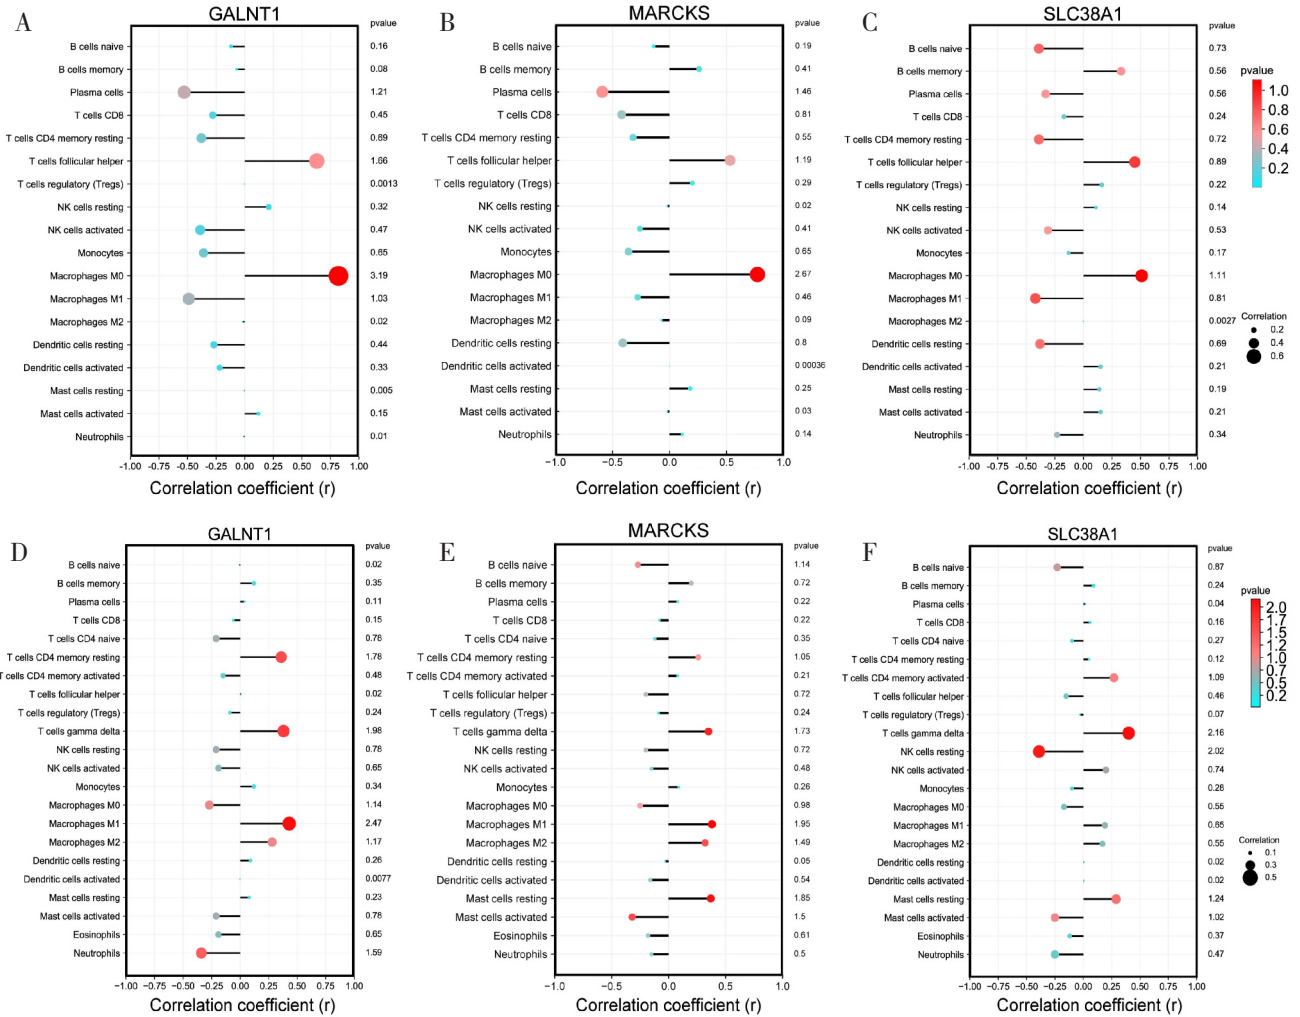 A
GALNT1
pvalue
B cells naive 0.16
B cells memory 0.08
Plasma cells 1.21
T cells CD8 0.45
T cells CD4 memory resting 0.69
T cells follicular helper 1.66
T cells regulatory (Tregs) 0.0013
NK cells resting 0.32
NK cells activated 0.47
Monocytes 0.65
Macrophages M0 3.19
Macrophages M1 1.03
Macrophages M2 0.02
Dendritic cells resting 0.44
Dendritic cells activated 0.33
Mast cells resting 0.005
Mast cells activated 0.15
Neutrophils 0.01
-1.00 -0.75 -0.50 -0.25 0.00 0.25 0.50 0.75 1.00
Correlation coefficient (r)
B
MARCKS
pvalue
B cells naive 0.19
B cells memory 0.41
Plasma cells 1.46
T cells CD8 0.81
T cells CD4 memory resting 0.55
T cells follicular helper 1.19
T cells regulatory (Tregs) 0.29
NK cells resting 0.02
NK cells activated 0.41
Monocytes 0.65
Macrophages M0 2.67
Macrophages M1 0.46
Macrophages M2 0.09
Dendritic cells resting 0.8
Dendritic cells activated 0.00036
Mast cells resting 0.25
Mast cells activated 0.03
Neutrophils 0.14
−1.0 −0.5 0.0 0.5 1.0
Correlation coefficient (r)
C
SLC38A1
pvalue
B cells naive 0.73
B cells memory 0.56
Plasma cells 0.56
T cells CD8 0.24
T cells CD4 memory resting 0.72
T cells follicular helper 0.89
T cells regulatory (Tregs) 0.22
NK cells resting 0.14
NK cells activated 0.53
Monocytes 0.17
Macrophages M0 1.11
Macrophages M1 0.81
Macrophages M2 0.0027
Dendritic cells resting 0.69
Dendritic cells activated 0.21
Mast cells resting 0.19
Mast cells activated 0.21
Neutrophils 0.34
-1.00 -0.75 -0.50 -0.25 0.00 0.25 0.50 0.75 1.00
Correlation coefficient (r)
pvalue
1.0
0.8
0.6
0.4
0.2
Correlation
0.2
0.4
0.6
D
GALNT1
pvalue
B cells naive 0.02
B cells memory 0.35
Plasma cells 0.11
T cells CD8 0.15
T cells CD4 naive 0.78
T cells CD4 memory resting 1.78
T cells CD4 memory activated 0.48
T cells follicular helper 0.02
T cells regulatory (Tregs) 0.24
T cells gamma delta 1.98
NK cells resting 0.78
NK cells activated 0.65
Monocytes 0.34
Macrophages M0 1.14
Macrophages M1 2.47
Macrophages M2 1.17
Dendritic cells resting 0.26
Dendritic cells activated 0.0077
Mast cells resting 0.23
Mast cells activated 0.78
Eosinophils 0.65
Neutrophils 1.59
-1.00 -0.75 -0.50 -0.25 0.00 0.25 0.50 0.75 1.00
Correlation coefficient (r)
E
MARCKS
pvalue
B cells naive 1.14
B cells memory 0.72
Plasma cells 0.22
T cells CD8 0.22
T cells CD4 naive 0.35
T cells CD4 memory resting 1.05
T cells CD4 memory activated 0.21
T cells follicular helper 0.72
T cells regulatory (Tregs) 0.24
T cells gamma delta 1.73
NK cells resting 0.72
NK cells activated 0.48
Monocytes 0.26
Macrophages M0 0.98
Macrophages M1 1.95
Macrophages M2 1.49
Dendritic cells resting 0.05
Dendritic cells activated 0.54
Mast cells resting 1.85
Mast cells activated 1.5
Eosinophils 0.61
Neutrophils 0.5
−1.0 −0.5 0.0 0.5 1.0
Correlation coefficient (r)
F
SLC38A1
pvalue
B cells naive 0.87
B cells memory 0.24
Plasma cells 0.04
T cells CD8 0.16
T cells CD4 naive 0.27
T cells CD4 memory resting 0.12
T cells CD4 memory activated 1.09
T cells follicular helper 0.46
T cells regulatory (Tregs) 0.07
T cells gamma delta 2.16
NK cells resting 2.02
NK cells activated 0.74
Monocytes 0.28
Macrophages M0 0.55
Macrophages M1 0.65
Macrophages M2 0.55
Dendritic cells resting 0.02
Dendritic cells activated 0.02
Mast cells resting 1.24
Mast cells activated 1.02
Eosinophils 0.37
Neutrophils 0.47
-1.00 -0.75 -0.50 -0.25 0.00 0.25 0.50 0.75 1.00
Correlation coefficient (r)
pvalue
2.0
1.7
1.5
1.2
1.0
0.7
0.5
0.2
Correlation
0.1
0.3
0.5